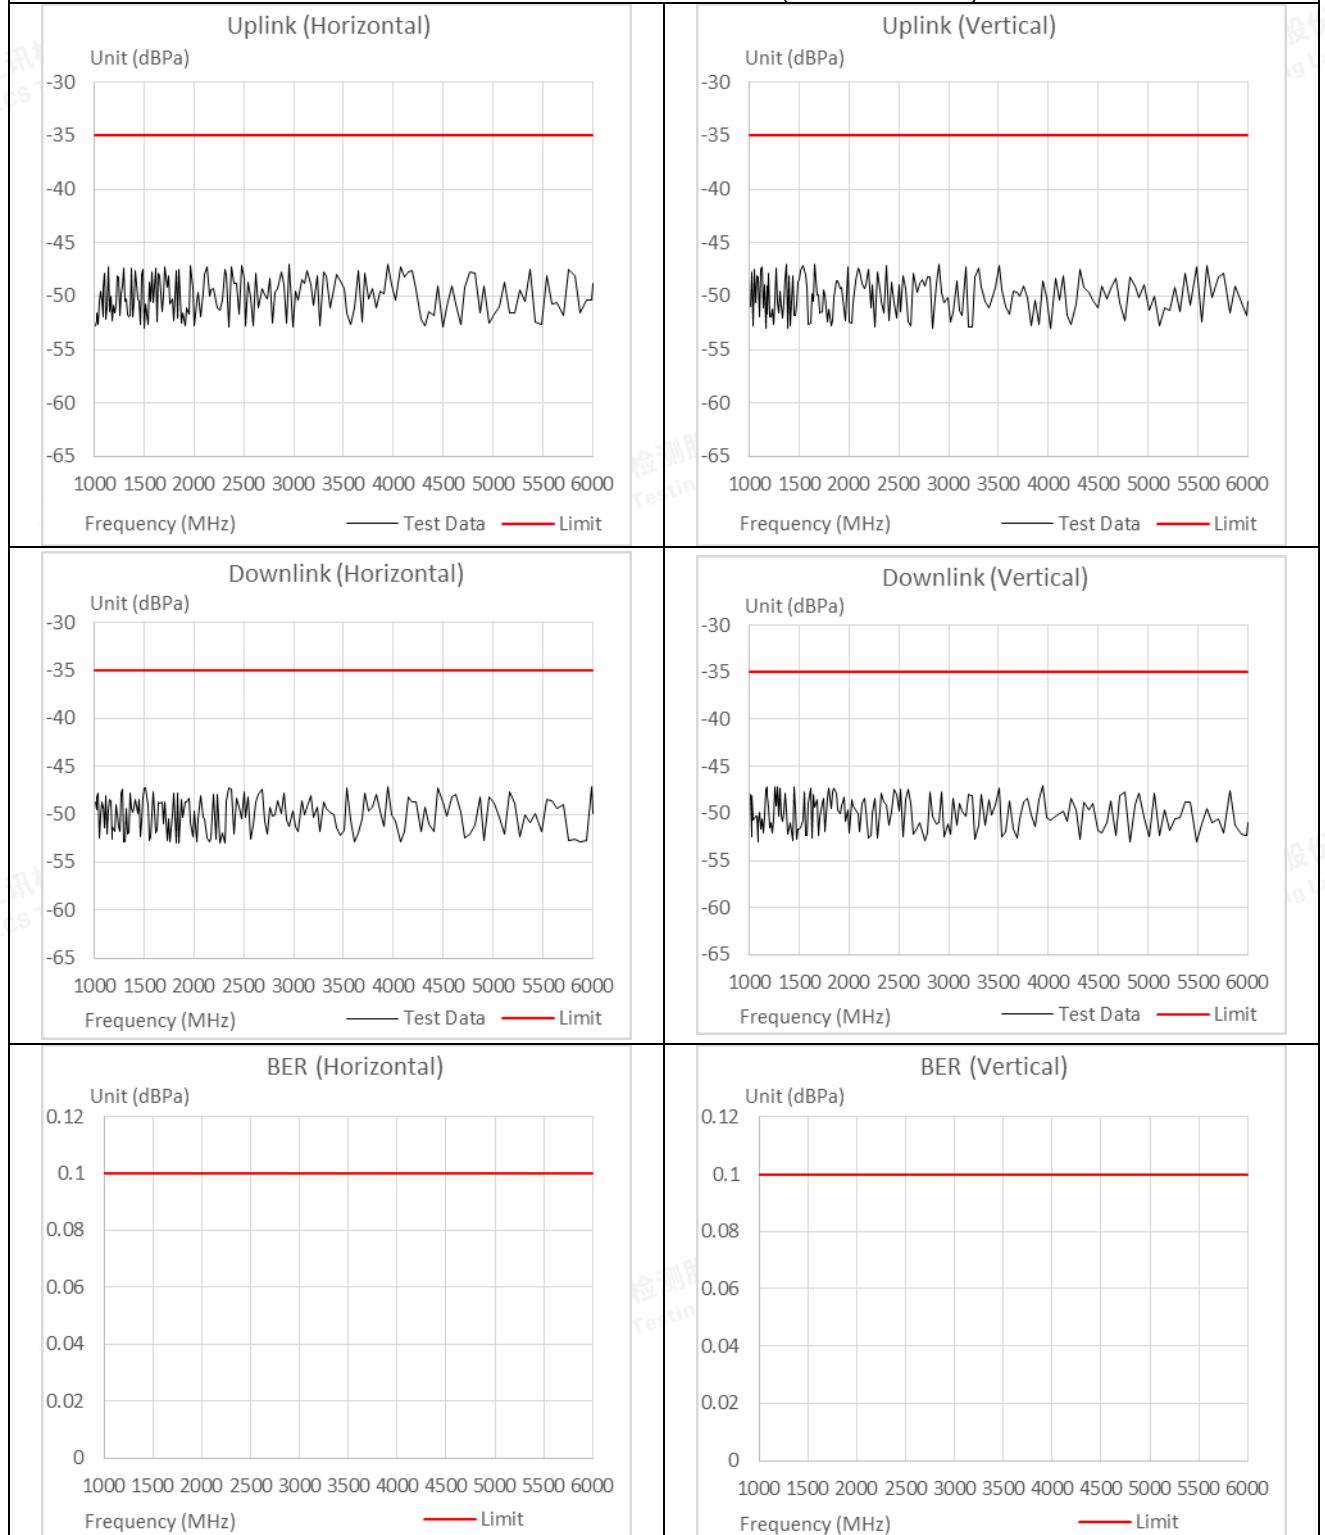 Uplink (Horizontal)
Unit (dBPa)
-30
-35
-40
-45
-50
-55
-60
-65
1000 1500 2000 2500 3000 3500 4000 4500 5000 5500 6000
Frequency (MHz)
Test Data
Limit
Uplink (Vertical)
Unit (dBPa)
-30
-35
-40
-45
-50
-55
-60
-65
1000 1500 2000 2500 3000 3500 4000 4500 5000 5500 6000
Frequency (MHz)
Test Data
Limit
Downlink (Horizontal)
Unit (dBPa)
-30
-35
-40
-45
-50
-55
-60
-65
1000 1500 2000 2500 3000 3500 4000 4500 5000 5500 6000
Frequency (MHz)
Test Data
Limit
Downlink (Vertical)
Unit (dBPa)
-30
-35
-40
-45
-50
-55
-60
-65
1000 1500 2000 2500 3000 3500 4000 4500 5000 5500 6000
Frequency (MHz)
Test Data
Limit
BER (Horizontal)
Unit (dBPa)
0.12
0.1
0.08
0.06
0.04
0.02
0
1000 1500 2000 2500 3000 3500 4000 4500 5000 5500 6000
Frequency (MHz)
Limit
BER (Vertical)
Unit (dBPa)
0.12
0.1
0.08
0.06
0.04
0.02
0
1000 1500 2000 2500 3000 3500 4000 4500 5000 5500 6000
Frequency (MHz)
Limit